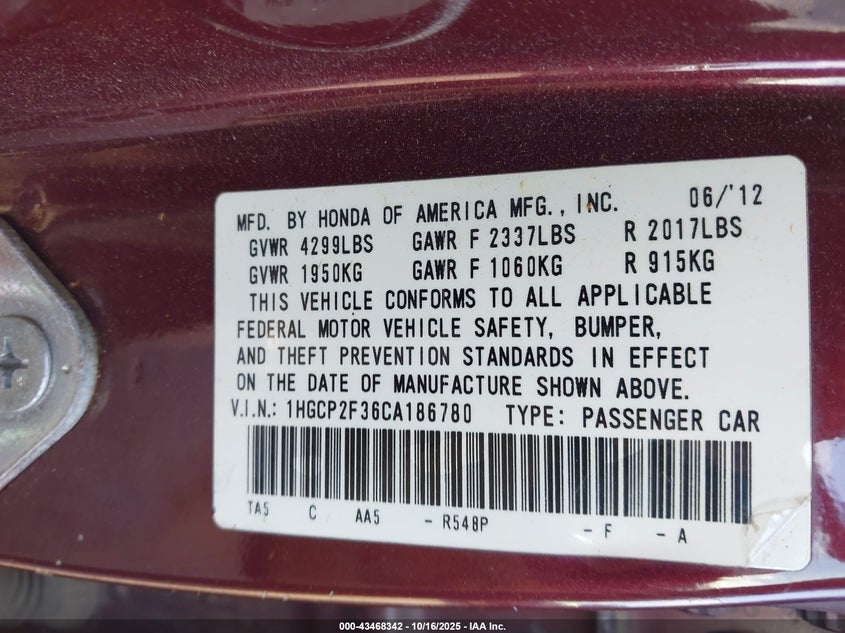 MFD. BY HONDA OF AMERICA MFG., INC. 06/'12
GVWR 4299LBS GAWR F 2337LBS R 2017LBS
GVWR 1950KG GAWR F 1060KG R 915KG
THIS VEHICLE CONFORMS TO ALL APPLICABLE
FEDERAL MOTOR VEHICLE SAFETY, BUMPER,
AND THEFT PREVENTION STANDARDS IN EFFECT
ON THE DATE OF MANUFACTURE SHOWN ABOVE.
V.I.N.: 1HGCP2F36CA186780 TYPE: PASSENGER CAR
TA5 C AA5 - R548P - F - A
000-43468342 | 10/16/2025 - IAA Inc.